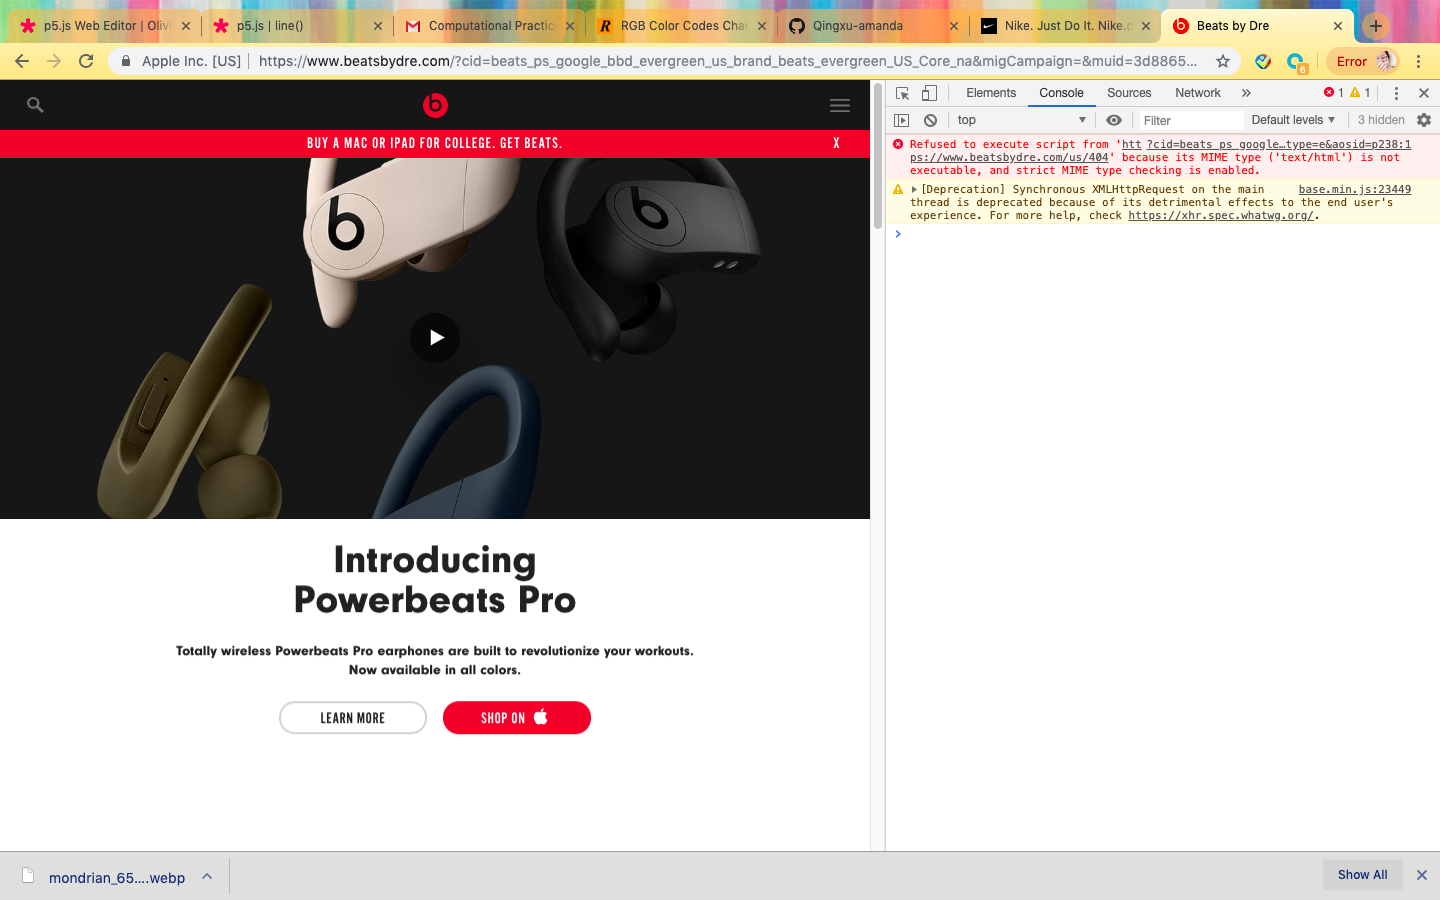 p5.js Web Editor | Olivi
p5.js | line()
Computational Practic
RGB Color Codes Char
Qingxu-amanda
Nike. Just Do It. Nike.c
Beats by Dre
Apple Inc. [US]
https://www.beatsbydre.com/?cid=beats_ps_google_bbd_evergreen_us_brand_beats_evergreen_US_Core_na&migCampaign=&muid=3d8865...
6
Error
BUY A MAC OR IPAD FOR COLLEGE. GET BEATS.
X
Introducing
Powerbeats Pro
Totally wireless Powerbeats Pro earphones are built to revolutionize your workouts.
Now available in all colors.
LEARN MORE
SHOP ON
Elements
Console
Sources
Network
»
1
1
top
Filter
Default levels
3 hidden
Refused to execute script from 'htt ?cid=beats_ps_google…type=e&aosid=p238:1
ps://www.beatsbydre.com/us/404' because its MIME type ('text/html') is not
executable, and strict MIME type checking is enabled.
[Deprecation] Synchronous XMLHttpRequest on the main base.min.js:23449
thread is deprecated because of its detrimental effects to the end user's
experience. For more help, check https://xhr.spec.whatwg.org/.
mondrian_65....webp
Show All